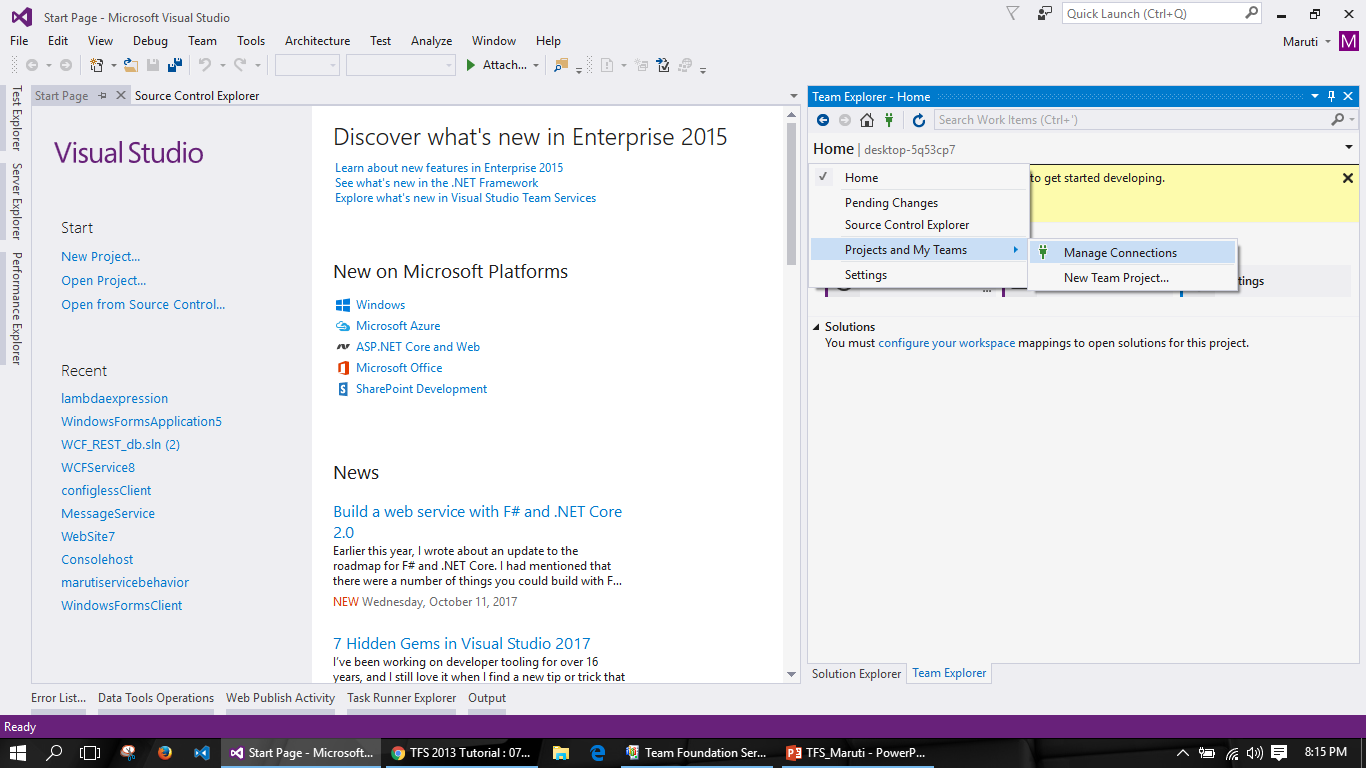 Start Page - Microsoft Visual Studio
Quick Launch (Ctrl+Q)
File Edit View Debug Team Tools Architecture Test Analyze Window Help
Maruti M
Attach...
Test Explorer
Server Explorer
Performance Explorer
Start Page
Source Control Explorer
Visual Studio
Start
New Project...
Open Project...
Open from Source Control...
Recent
lambdaexpression
WindowsFormsApplication5
WCF_REST_db.sln (2)
WCFService8
configlessClient
MessageService
WebSite7
Consolehost
marutiservicebehavior
WindowsFormsClient
Discover what's new in Enterprise 2015
Learn about new features in Enterprise 2015
See what's new in the .NET Framework
Explore what's new in Visual Studio Team Services
New on Microsoft Platforms
Windows
Microsoft Azure
ASP.NET Core and Web
Microsoft Office
SharePoint Development
News
Build a web service with F# and .NET Core
2.0
Earlier this year, I wrote about an update to the
roadmap for F# and .NET Core. I had mentioned that
there were a number of things you could build with F...
NEW Wednesday, October 11, 2017
7 Hidden Gems in Visual Studio 2017
I've been working on developer tooling for over 16
years, and I still love it when I find a new tip or trick that
Team Explorer - Home
Search Work Items (Ctrl+')
Home | desktop-5q53cp7
to get started developing.
Home
Pending Changes
Source Control Explorer
Projects and My Teams
Settings
Manage Connections
New Team Project...
...
tings
Solutions
You must configure your workspace mappings to open solutions for this project.
Solution Explorer Team Explorer
Error List... Data Tools Operations Web Publish Activity Task Runner Explorer Output
Ready
Start Page - Microsoft...
TFS 2013 Tutorial : 07...
Team Foundation Ser...
TFS_Maruti - PowerP...
8:15 PM